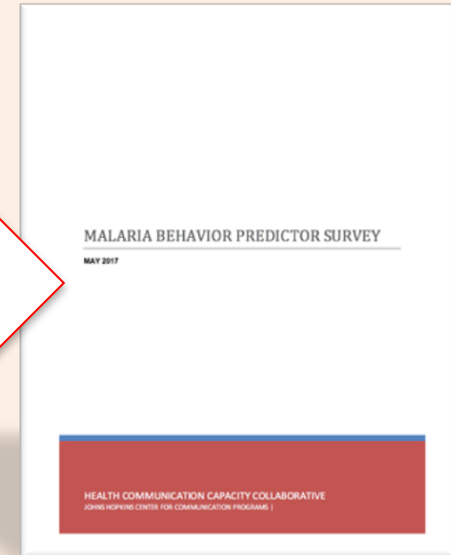 MALARIA BEHAVIOR PREDICTOR SURVEY
MAY 2017
HEALTH COMMUNICATION CAPACITY COLLABORATIVE
JOHNS HOPKINS CENTER FOR COMMUNICATION PROGRAMS |